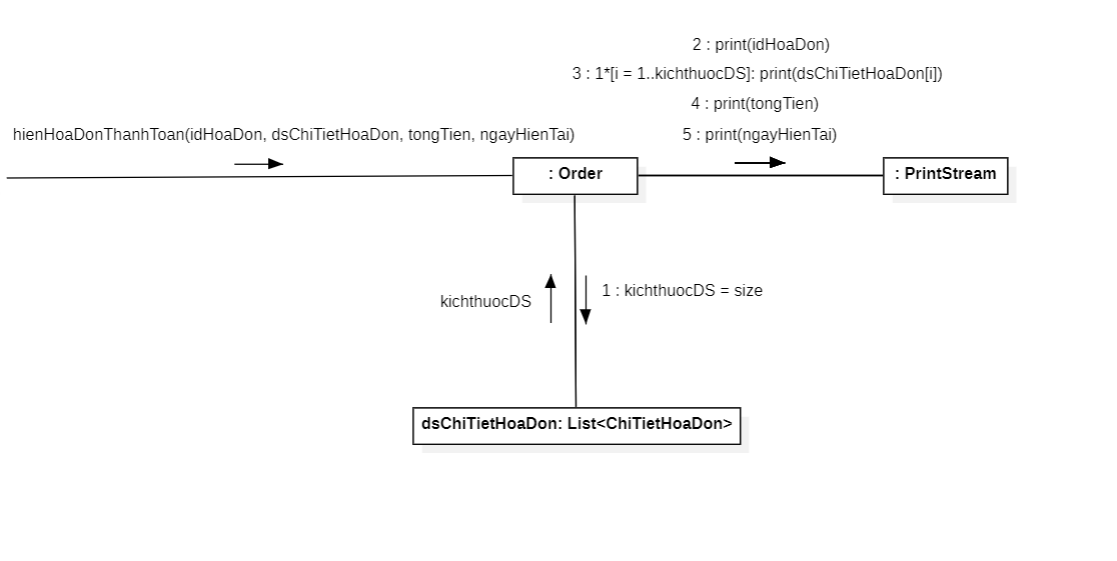 2 : print(idHoaDon)
3 : 1*[i = 1..kichthuocDS]: print(dsChiTietHoaDon[i])
4 : print(tongTien)
hienHoaDonThanhToan(idHoaDon, dsChiTietHoaDon, tongTien, ngayHienTai)
5 : print(ngayHienTai)
: Order
: PrintStream
kichthuocDS
1 : kichthuocDS = size
dsChiTietHoaDon: List<ChiTietHoaDon>